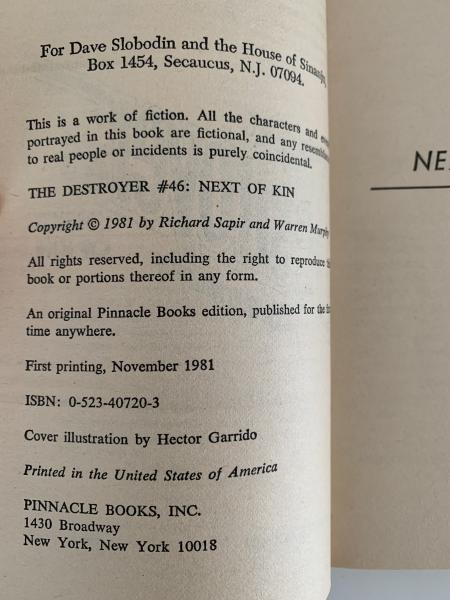 For Dave Slobodin and the House of Sinanju,
Box 1454, Secaucus, N.J. 07094.
This is a work of fiction. All the characters and
portrayed in this book are fictional, and any
to real people or incidents is purely coincidental.
THE DESTROYER #46: NEXT OF KIN
Copyright © 1981 by Richard Sapir and Warren Murphy
All rights reserved, including the right to reproduce
book or portions thereof in any form.
An original Pinnacle Books edition, published for the
time anywhere.
First printing, November 1981
ISBN: 0-523-40720-3
Cover illustration by Hector Garrido
Printed in the United States of America
PINNACLE BOOKS, INC.
1430 Broadway
New York, New York 10018
NE